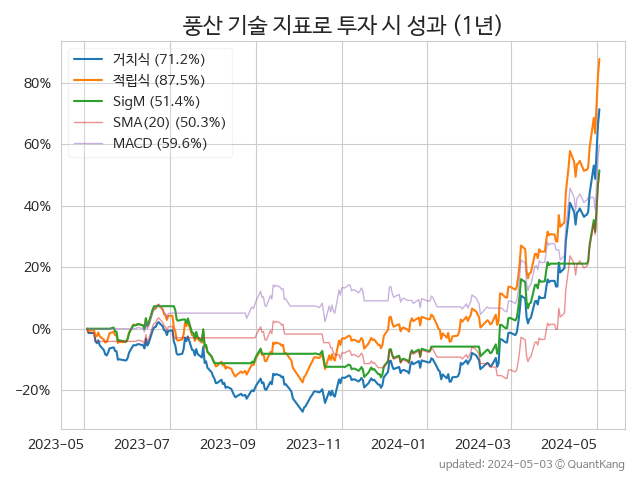 풍산 기술 지표로 투자 시 성과 (1년)
거치식 (71.2%)
적립식 (87.5%)
SigM (51.4%)
SMA(20) (50.3%)
MACD (59.6%)
80%
60%
40%
20%
0%
−20%
2023-05 2023-07 2023-09 2023-11 2024-01 2024-03 2024-05
updated: 2024-05-03 © QuantKang